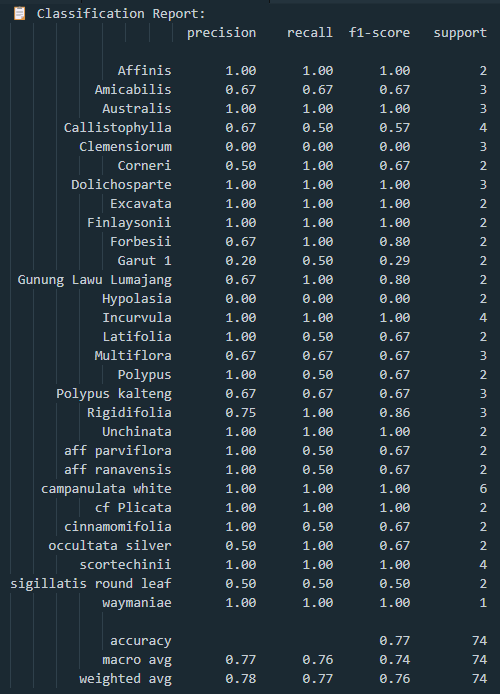 📋 Classification Report:
precision recall f1-score support
Affinis 1.00 1.00 1.00 2
Amicabilis 0.67 0.67 0.67 3
Australis 1.00 1.00 1.00 3
Callistophylla 0.67 0.50 0.57 4
Clemensiorum 0.00 0.00 0.00 3
Corneri 0.50 1.00 0.67 2
Dolichosparte 1.00 1.00 1.00 3
Excavata 1.00 1.00 1.00 2
Finlaysonii 1.00 1.00 1.00 2
Forbesii 0.67 1.00 0.80 2
Garut 1 0.20 0.50 0.29 2
Gunung Lawu Lumajang 0.67 1.00 0.80 2
Hypolasia 0.00 0.00 0.00 2
Incurvula 1.00 1.00 1.00 4
Latifolia 1.00 0.50 0.67 2
Multiflora 0.67 0.67 0.67 3
Polypus 1.00 0.50 0.67 2
Polypus kalteng 0.67 0.67 0.67 3
Rigidifolia 0.75 1.00 0.86 3
Unchinata 1.00 1.00 1.00 2
aff parviflora 1.00 0.50 0.67 2
aff ranavensis 1.00 0.50 0.67 2
campanulata white 1.00 1.00 1.00 6
cf Plicata 1.00 1.00 1.00 2
cinnamomifolia 1.00 0.50 0.67 2
occultata silver 0.50 1.00 0.67 2
scortechinii 1.00 1.00 1.00 4
sigillatis round leaf 0.50 0.50 0.50 2
waymaniae 1.00 1.00 1.00 1
accuracy 0.77 74
macro avg 0.77 0.76 0.74 74
weighted avg 0.78 0.77 0.76 74